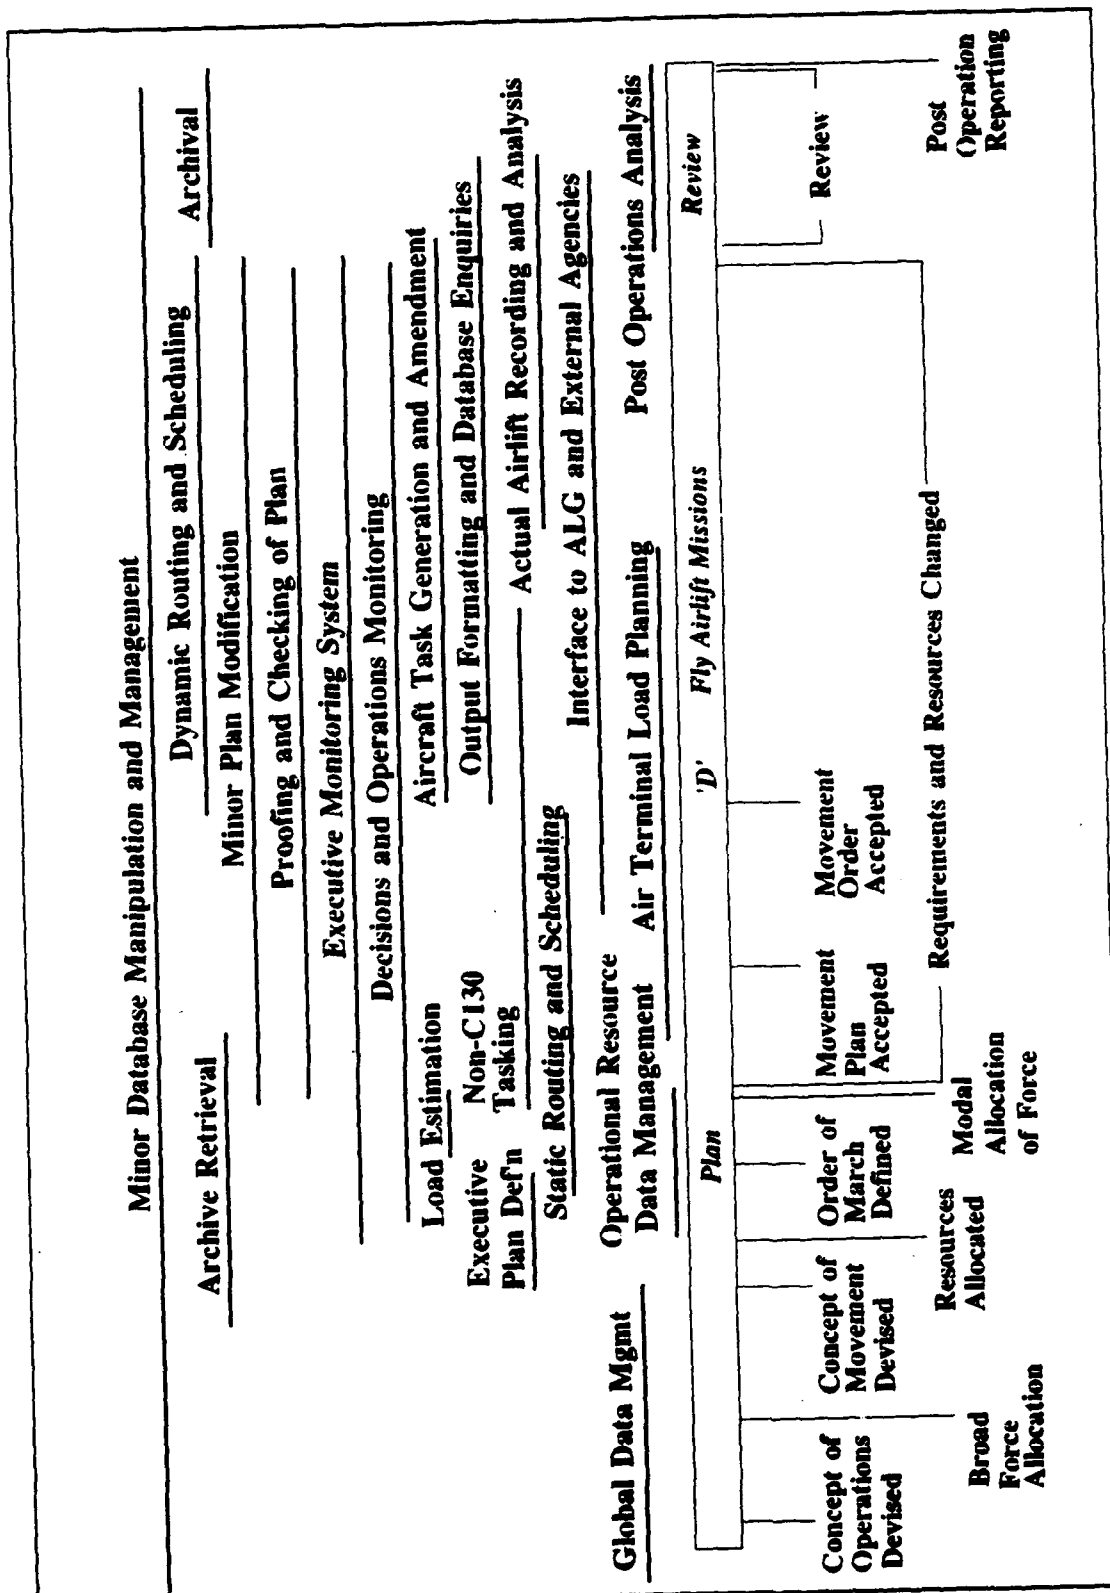 Minor Database Manipulation and Management
Archive Retrieval
Dynamic Routing and Scheduling
Archival
Minor Plan Modification
Proofing and Checking of Plan
Executive Monitoring System
Decisions and Operations Monitoring
Load Estimation
Aircraft Task Generation and Amendment
Executive
Plan Def'n
Non-C130
Tasking
Output Formatting and Database Enquiries
Static Routing and Scheduling
Actual Airlift Recording and Analysis
Interface to ALG and External Agencies
Global Data Mgmt
Operational Resource
Data Management
Air Terminal Load Planning
Post Operations Analysis
Plan
'D'
Fly Airlift Missions
Review
Concept of
Operations
Devised
Concept of
Movement
Devised
Order of
March
Defined
Movement
Plan
Accepted
Movement
Order
Accepted
Review
Requirements and Resources Changed
Broad
Force
Allocation
Resources
Allocated
Modal
Allocation
of Force
Post
Operation
Reporting